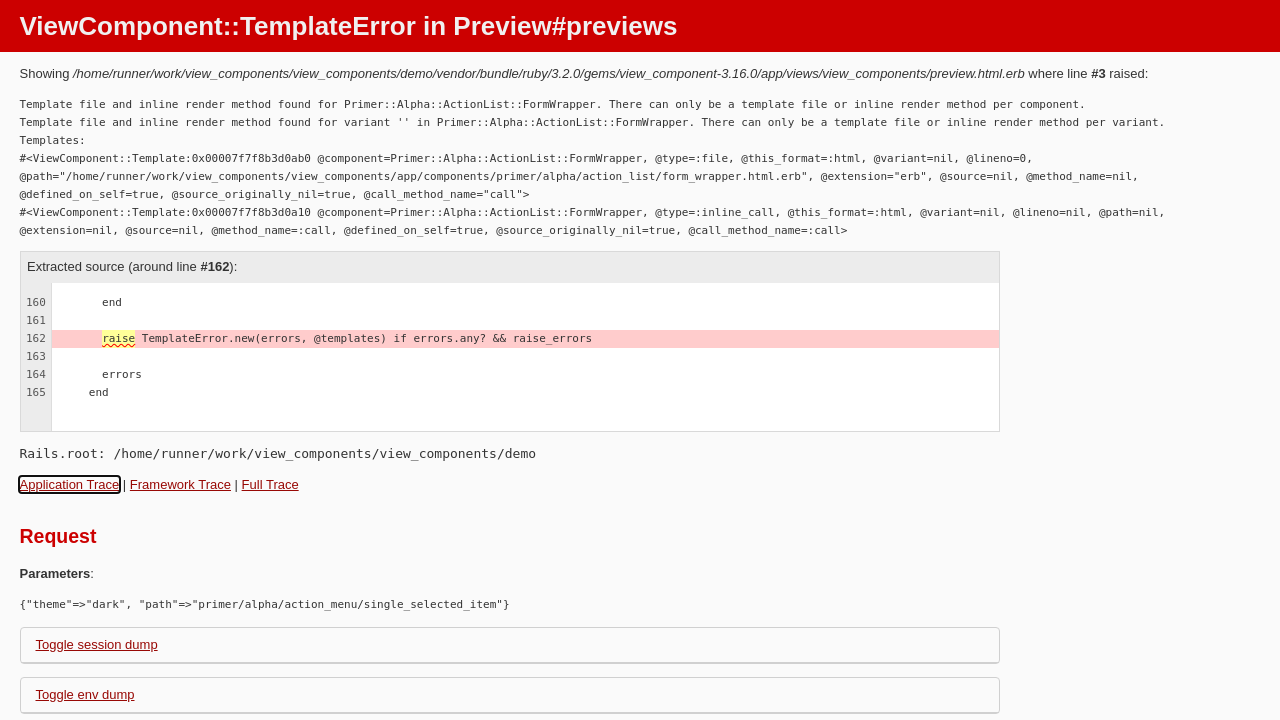 ViewComponent::TemplateError in Preview#previews
Showing /home/runner/work/view_components/view_components/demo/vendor/bundle/ruby/3.2.0/gems/view_component-3.16.0/app/views/view_components/preview.html.erb where line #3 raised:
Template file and inline render method found for Primer::Alpha::ActionList::FormWrapper. There can only be a template file or inline render method per component.
Template file and inline render method found for variant '' in Primer::Alpha::ActionList::FormWrapper. There can only be a template file or inline render method per variant.
Templates:
#<ViewComponent::Template:0x00007f7f8b3d0ab0 @component=Primer::Alpha::ActionList::FormWrapper, @type=:file, @this_format=:html, @variant=nil, @lineno=0,
@path="/home/runner/work/view_components/view_components/app/components/primer/alpha/action_list/form_wrapper.html.erb", @extension="erb", @source=nil, @method_name=nil,
@defined_on_self=true, @source_originally_nil=true, @call_method_name="call">
#<ViewComponent::Template:0x00007f7f8b3d0a10 @component=Primer::Alpha::ActionList::FormWrapper, @type=:inline_call, @this_format=:html, @variant=nil, @lineno=nil, @path=nil,
@extension=nil, @source=nil, @method_name=:call, @defined_on_self=true, @source_originally_nil=true, @call_method_name=:call>
Extracted source (around line #162):
160 end
161
162 raise TemplateError.new(errors, @templates) if errors.any? && raise_errors
163
164 errors
165 end
Rails.root: /home/runner/work/view_components/view_components/demo
Application Trace | Framework Trace | Full Trace
Request
Parameters:
{"theme"=>"dark", "path"=>"primer/alpha/action_menu/single_selected_item"}
Toggle session dump
Toggle env dump